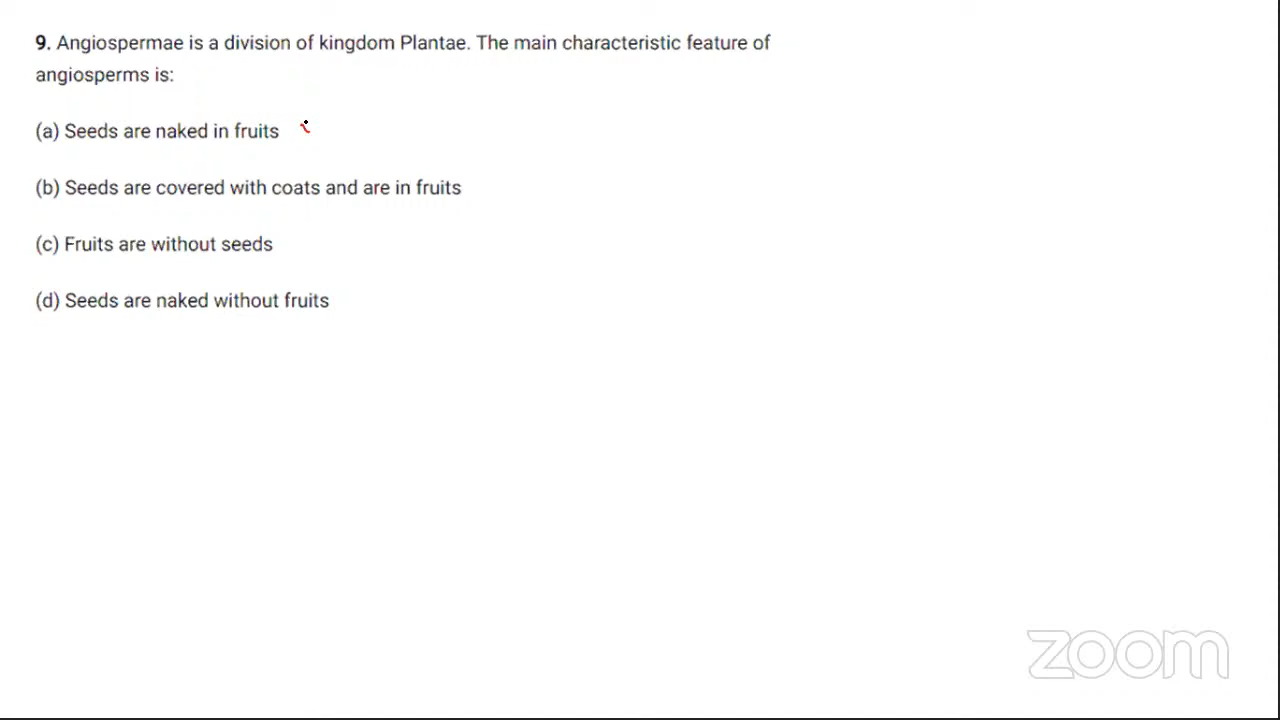 9. Angiospermae is a division of kingdom Plantae. The main characteristic feature of
angiosperms is:
(a) Seeds are naked in fruits
(b) Seeds are covered with coats and are in fruits
(c) Fruits are without seeds
(d) Seeds are naked without fruits
zoom